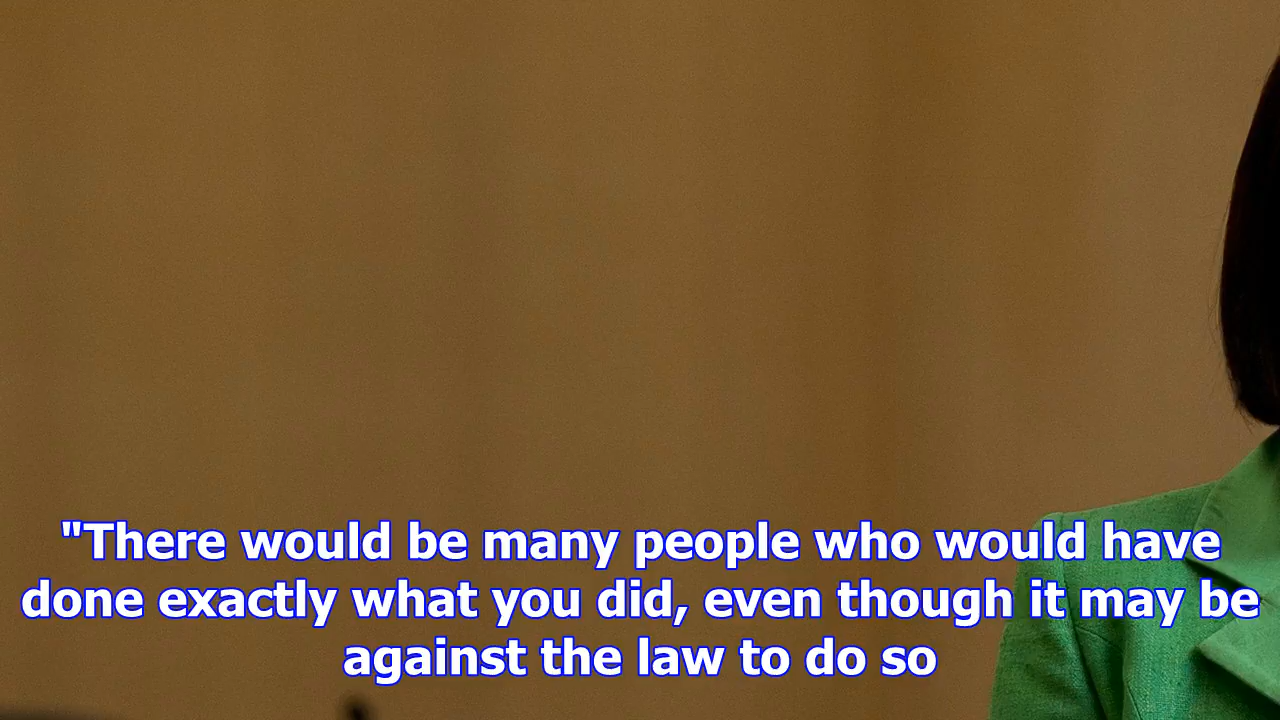 "There would be many people who would have
done exactly what you did, even though it may be
against the law to do so